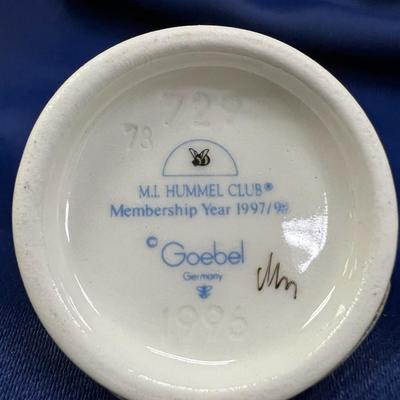 729
78
M.I. HUMMEL CLUB®
Membership Year 1997/98
© Goebel
Germany
1996